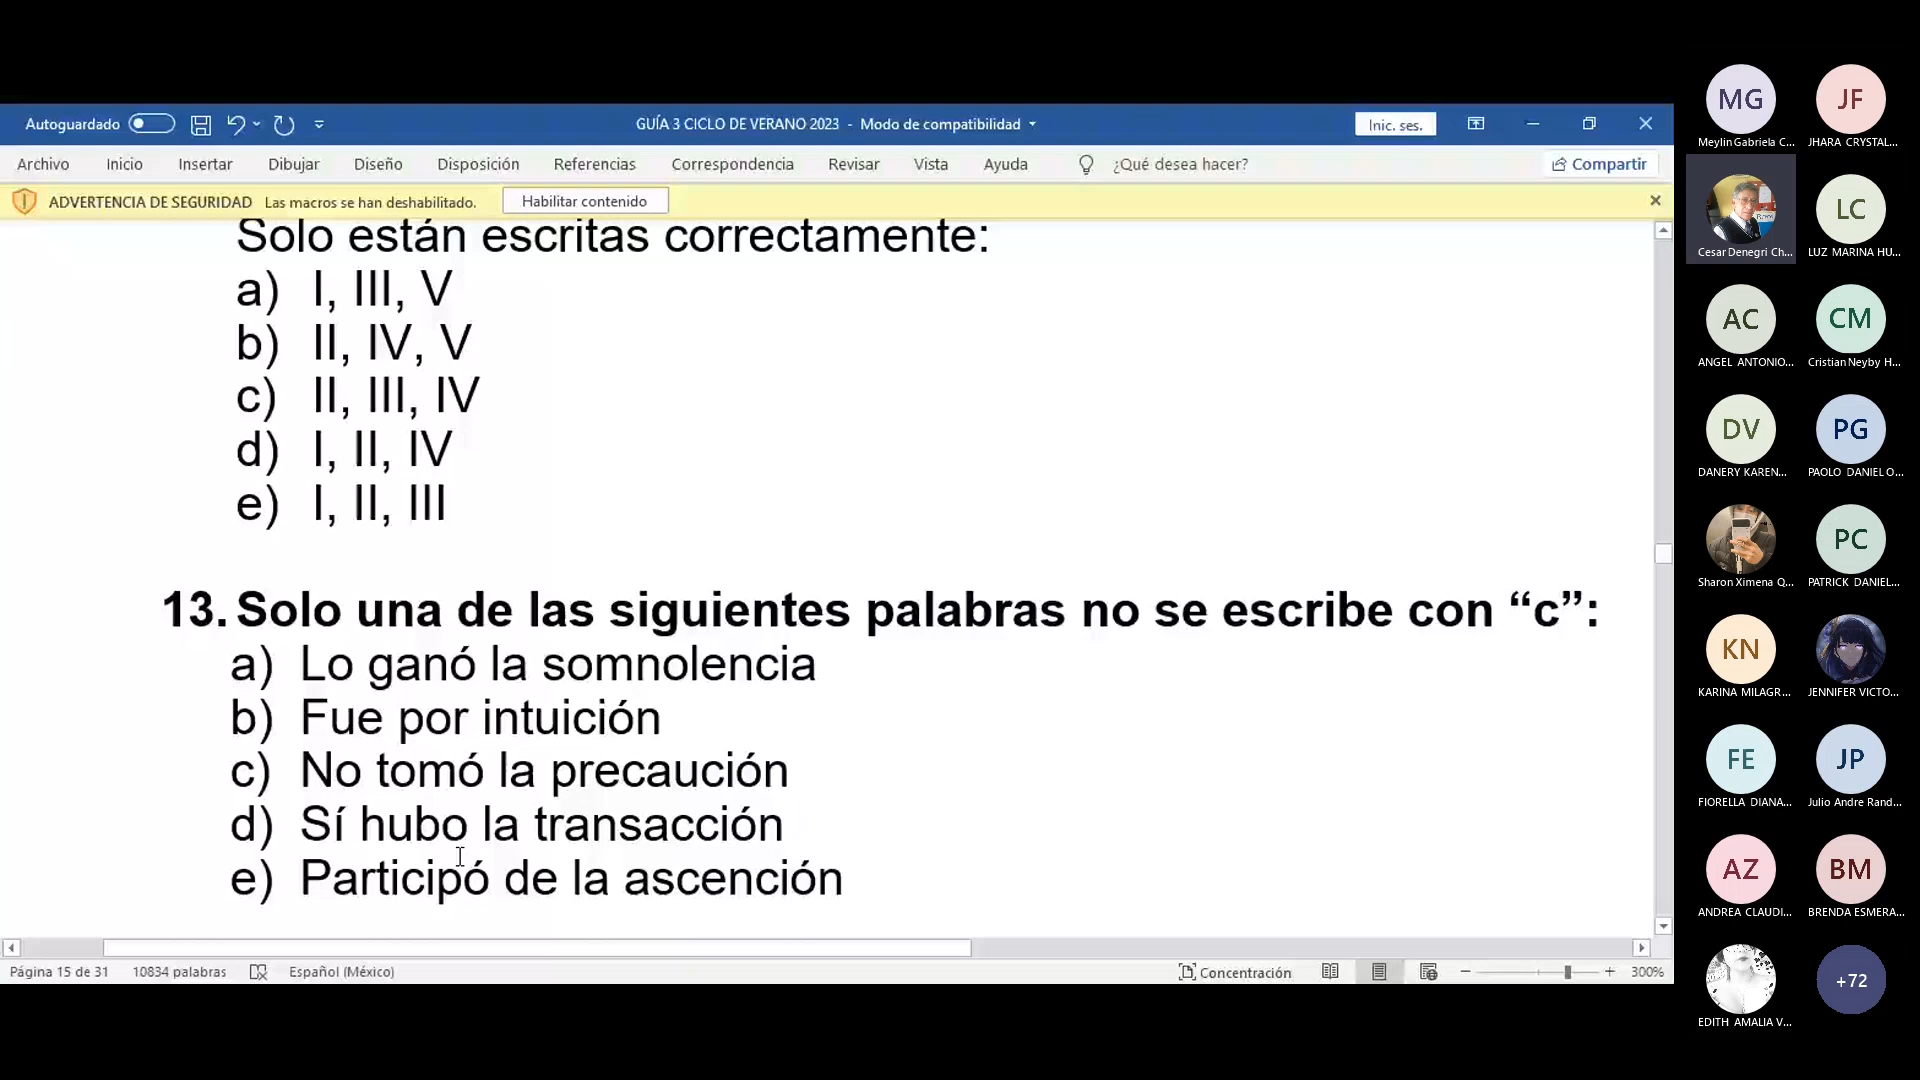 Autoguardado
GUÍA 3 CICLO DE VERANO 2023 - Modo de compatibilidad
Inic. ses.
Archivo Inicio Insertar Dibujar Diseño Disposición Referencias Correspondencia Revisar Vista Ayuda ¿Qué desea hacer? Compartir
ADVERTENCIA DE SEGURIDAD Las macros se han deshabilitado. Habilitar contenido
Solo están escritas correctamente:
a) I, III, V
b) II, IV, V
c) II, III, IV
d) I, II, IV
e) I, II, III
13. Solo una de las siguientes palabras no se escribe con “c”:
a) Lo ganó la somnolencia
b) Fue por intuición
c) No tomó la precaución
d) Sí hubo la transacción
e) Participó de la ascención
Página 15 de 31 10834 palabras Español (México) Concentración 300%
MG JF
Meylin Gabriela C... JHARA CRYSTAL...
LC
Cesar Denegri Ch... LUZ MARINA HU...
AC CM
ANGEL ANTONIO... Cristian Neyby H...
DV PG
DANERY KAREN... PAOLO DANIEL O...
PC
Sharon Ximena Q... PATRICK DANIEL...
KN
KARINA MILAGR... JENNIFER VICTO...
FE JP
FIORELLA DIANA... Julio Andre Rand...
AZ BM
ANDREA CLAUDI... BRENDA ESMERA...
+72
EDITH AMALIA V...